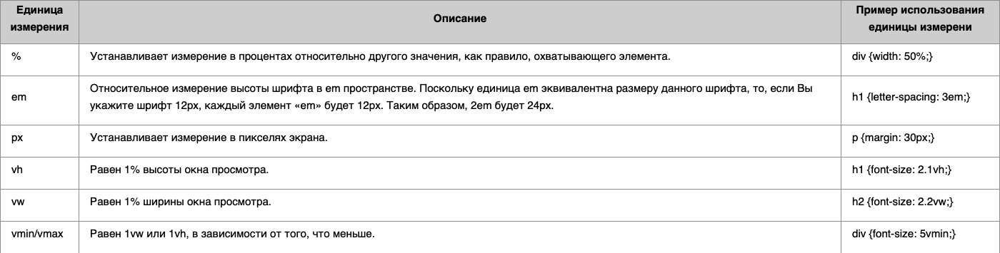 Единица
измерения
Описание
Пример использования
единицы измерени
%
Устанавливает измерение в процентах относительно другого значения, как правило, охватывающего элемента.
div {width: 50%;}
em
Относительное измерение высоты шрифта в em пространстве. Поскольку единица em эквивалентна размеру данного шрифта, то, если Вы
укажите шрифт 12px, каждый элемент «em» будет 12px. Таким образом, 2em будет 24px.
h1 {letter-spacing: 3em;}
px
Устанавливает измерение в пикселях экрана.
p {margin: 30px;}
vh
Равен 1% высоты окна просмотра.
h1 {font-size: 2.1vh;}
vw
Равен 1% ширины окна просмотра.
h2 {font-size: 2.2vw;}
vmin/vmax
Равен 1vw или 1vh, в зависимости от того, что меньше.
div {font-size: 5vmin;}